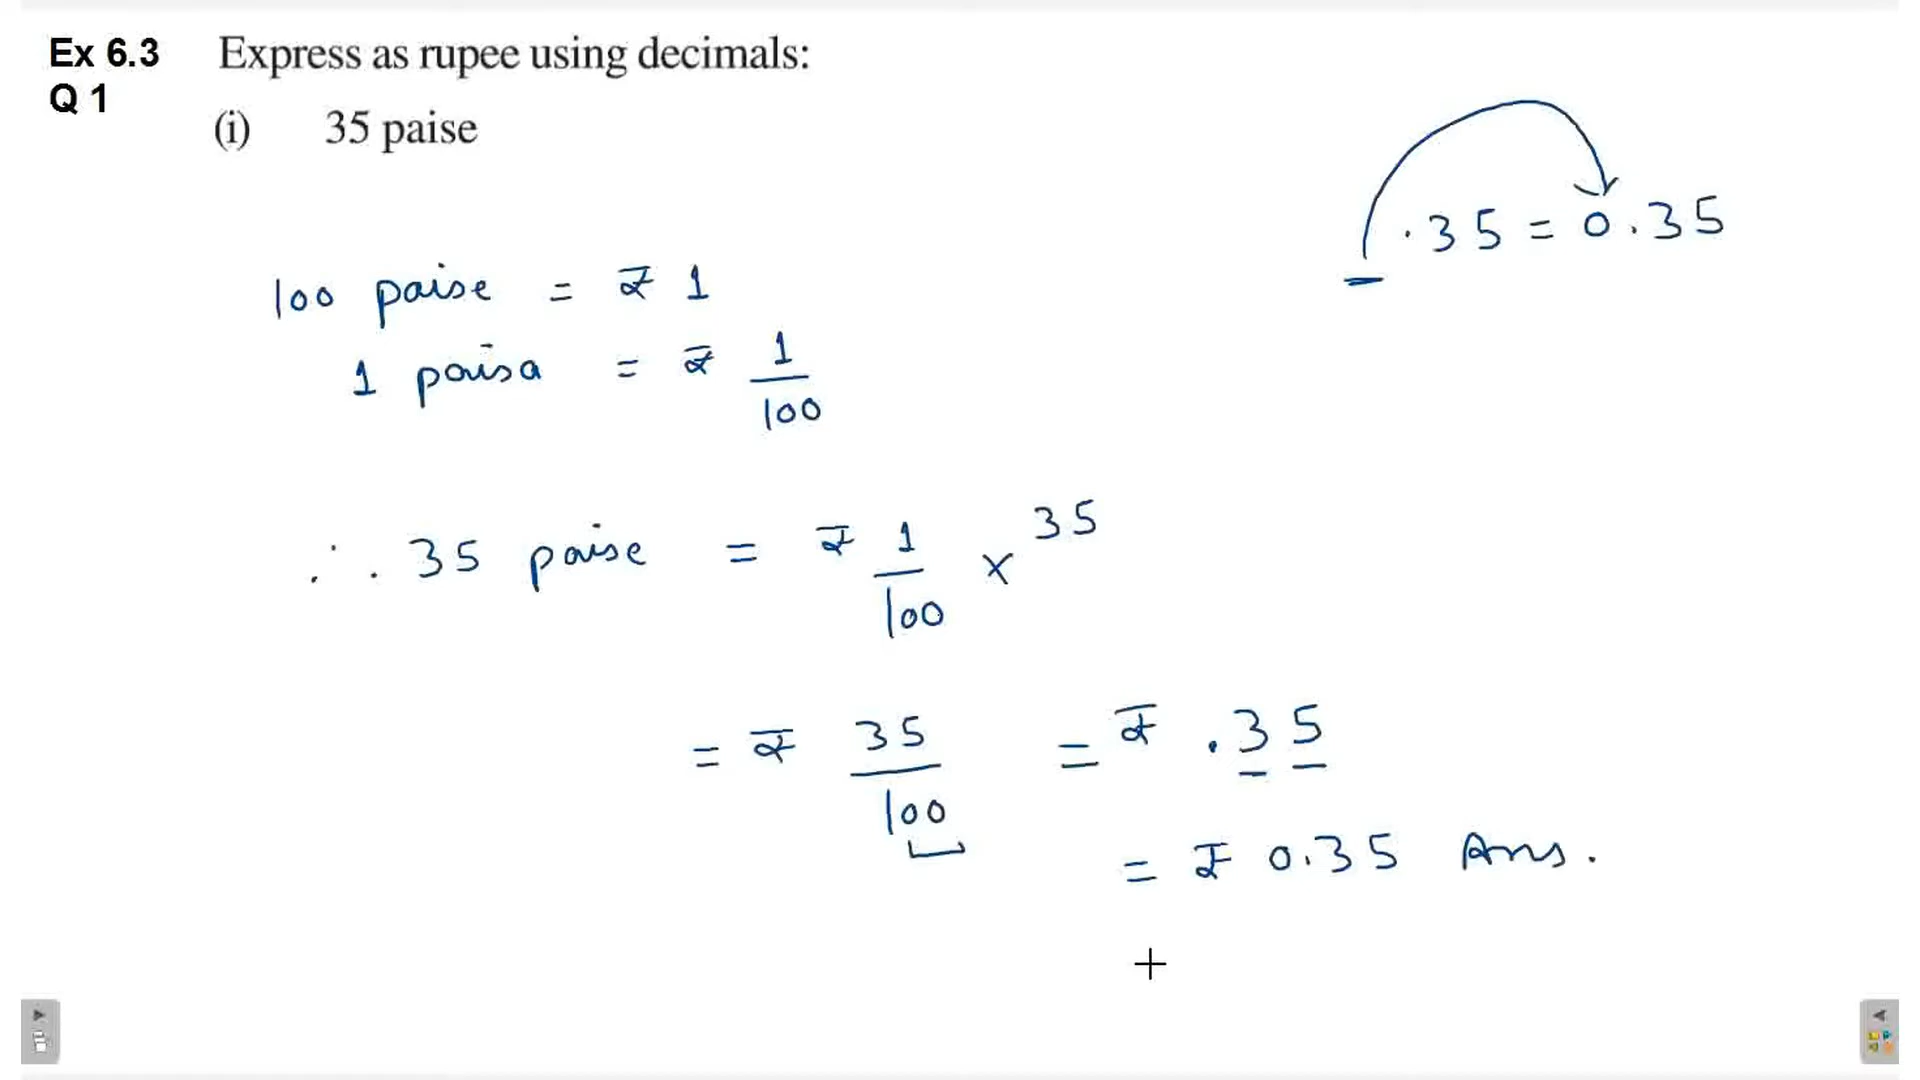 Ex 6.3 Express as rupee using decimals:
Q 1
(i) 35 paise
.35 = 0.35
100 paise = ₹ 1
1 paisa = ₹ 1/100
∴ 35 paise = ₹ 1/100 × 35
= ₹ 35/100 = ₹ .35
= ₹ 0.35 Ans.